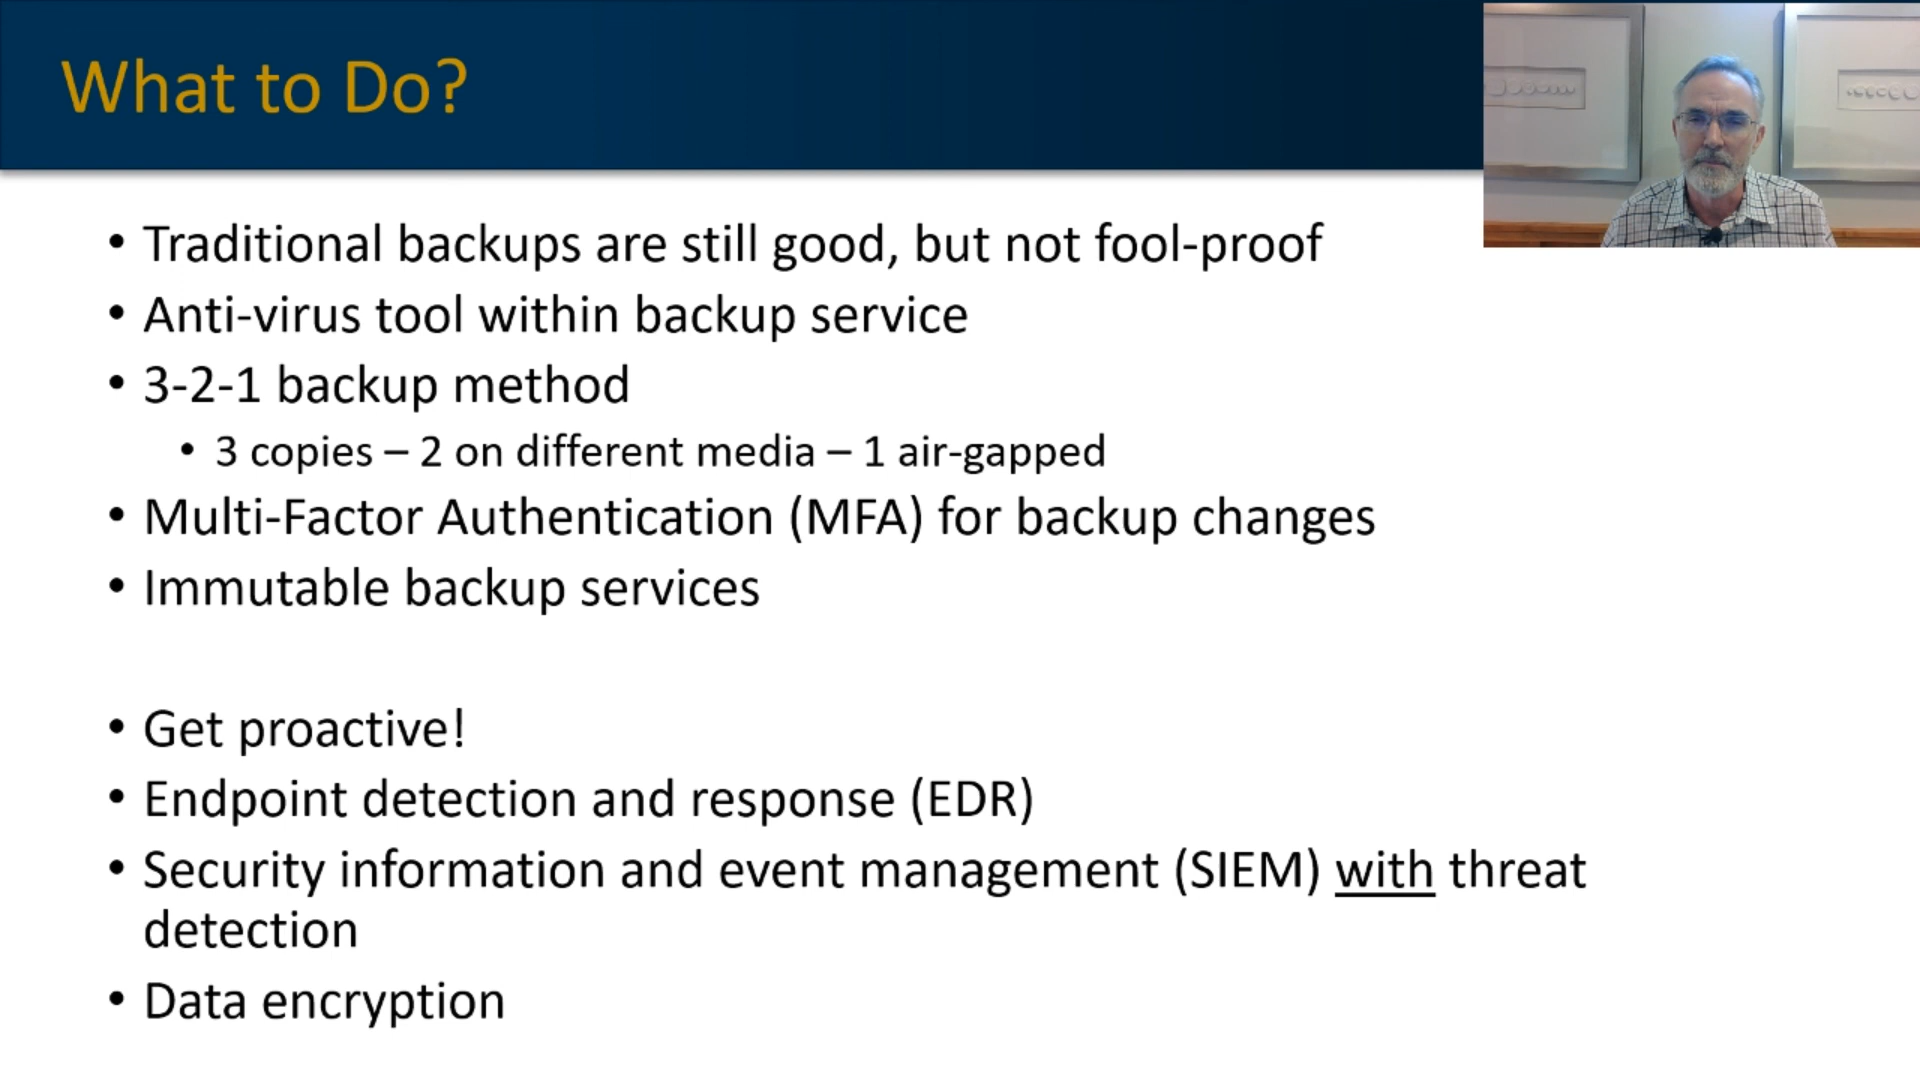 What to Do?
• Traditional backups are still good, but not fool-proof
• Anti-virus tool within backup service
• 3-2-1 backup method
• 3 copies – 2 on different media – 1 air-gapped
• Multi-Factor Authentication (MFA) for backup changes
• Immutable backup services
• Get proactive!
• Endpoint detection and response (EDR)
• Security information and event management (SIEM) with threat
detection
• Data encryption